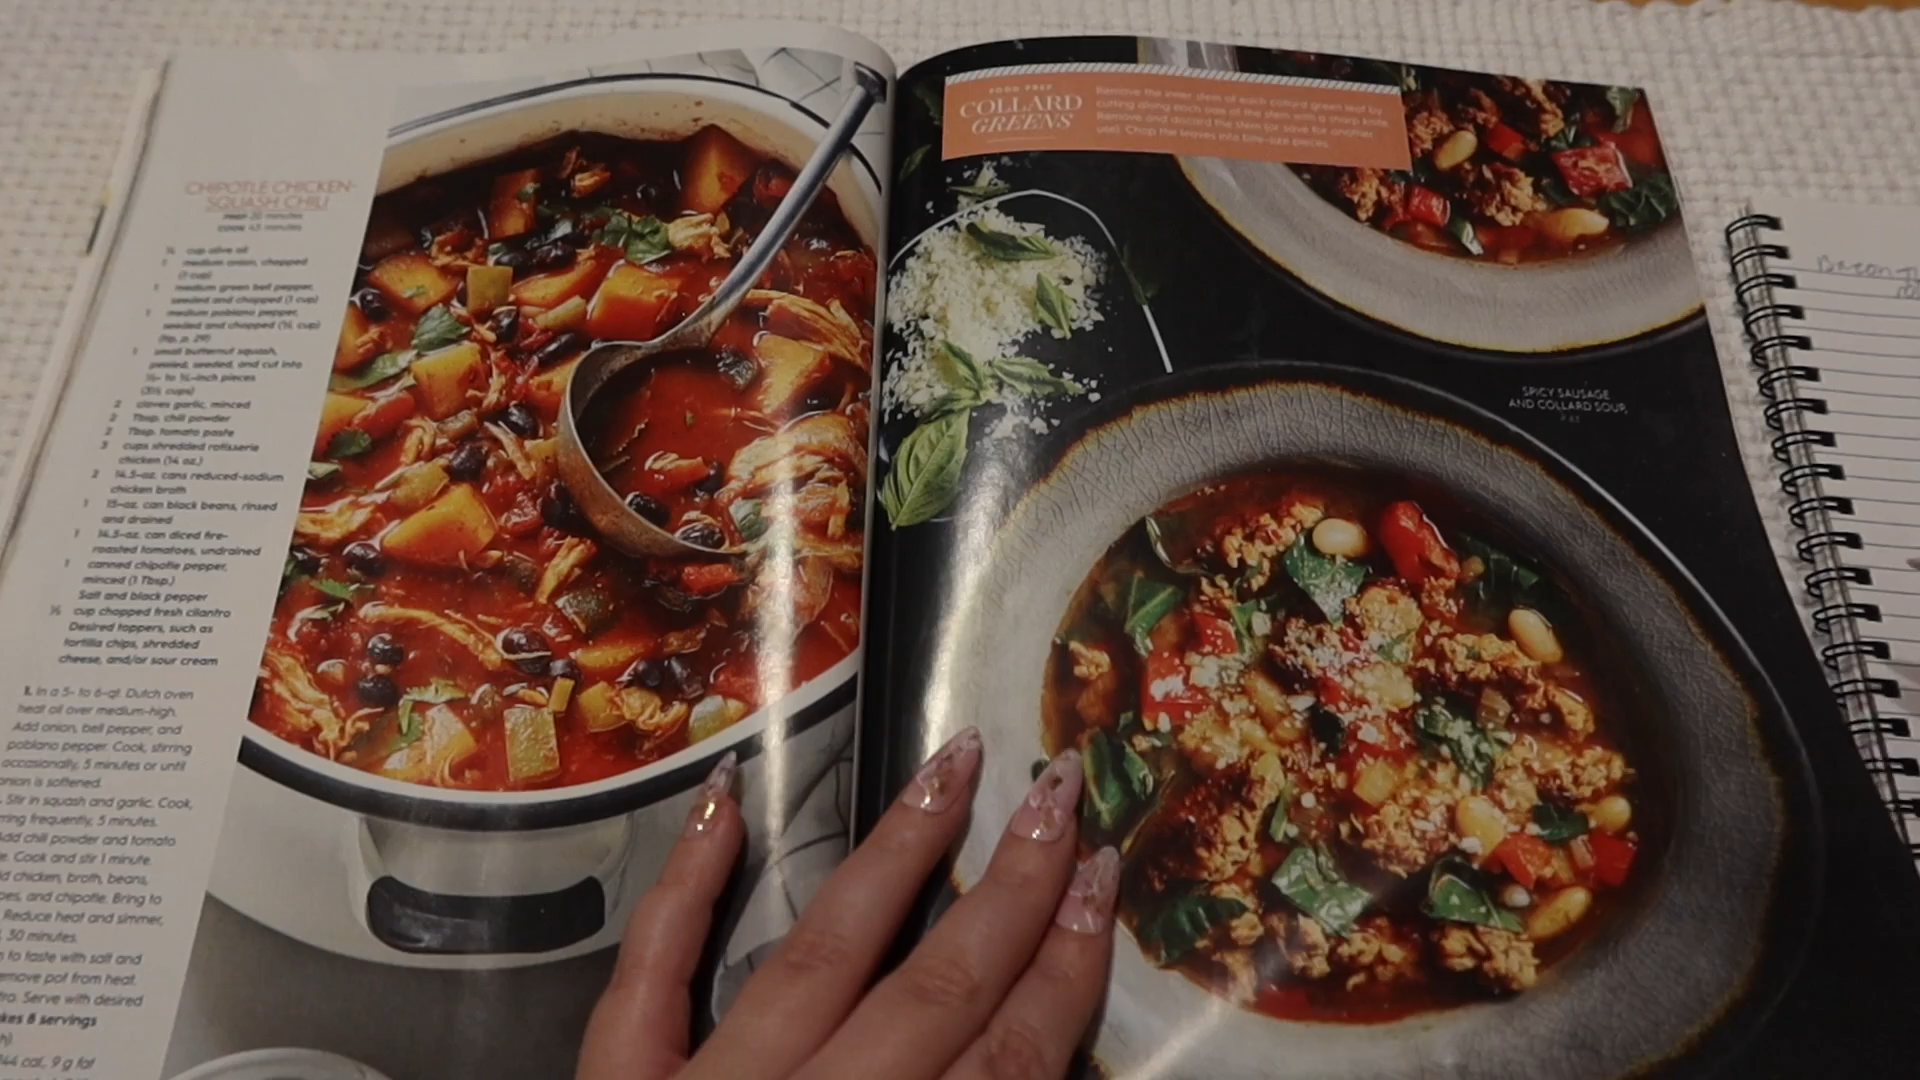 CHIPOTLE CHICKEN-
SQUASH CHILI
PREP 20 minutes
COOK 45 minutes
¼ cup olive oil
1 medium onion, chopped
(1 cup)
1 medium green bell pepper,
seeded and chopped (1 cup)
1 medium poblano pepper,
seeded and chopped (½ cup)
(tip, p. 29)
1 small butternut squash,
peeled, seeded, and cut into
½- to ¾-inch pieces
(3½ cups)
2 cloves garlic, minced
2 Tbsp. chili powder
2 Tbsp. tomato paste
3 cups shredded rotisserie
chicken (14 oz.)
2 14.5-oz. cans reduced-sodium
chicken broth
1 15-oz. can black beans, rinsed
and drained
1 14.5-oz. can diced fire-
roasted tomatoes, undrained
1 canned chipotle pepper,
minced (1 Tbsp.)
Salt and black pepper
cup chopped fresh cilantro
Desired toppers, such as
tortilla chips, shredded
cheese, and/or sour cream
1. In a 5- to 6-qt. Dutch oven
heat oil over medium-high.
Add onion, bell pepper, and
poblano pepper. Cook, stirring
occasionally, 5 minutes or until
onion is softened.
Stir in squash and garlic. Cook,
rring frequently, 5 minutes.
Add chili powder and tomato
e. Cook and stir 1 minute.
d chicken, broth, beans,
oes, and chipotle. Bring to
Reduce heat and simmer,
30 minutes.
n to taste with salt and
emove pot from heat.
tro. Serve with desired
kes 8 servings
h)
44 cal., 9 g fat
FOOD PREP
COLLARD
GREENS
Remove the inner stem of each collard green leaf by
cutting along each side of the stem with a sharp knife.
Remove and discard the stem (or save for another
use). Chop the leaves into bite-size pieces.
SPICY SAUSAGE
AND COLLARD SOUP,
Bacon